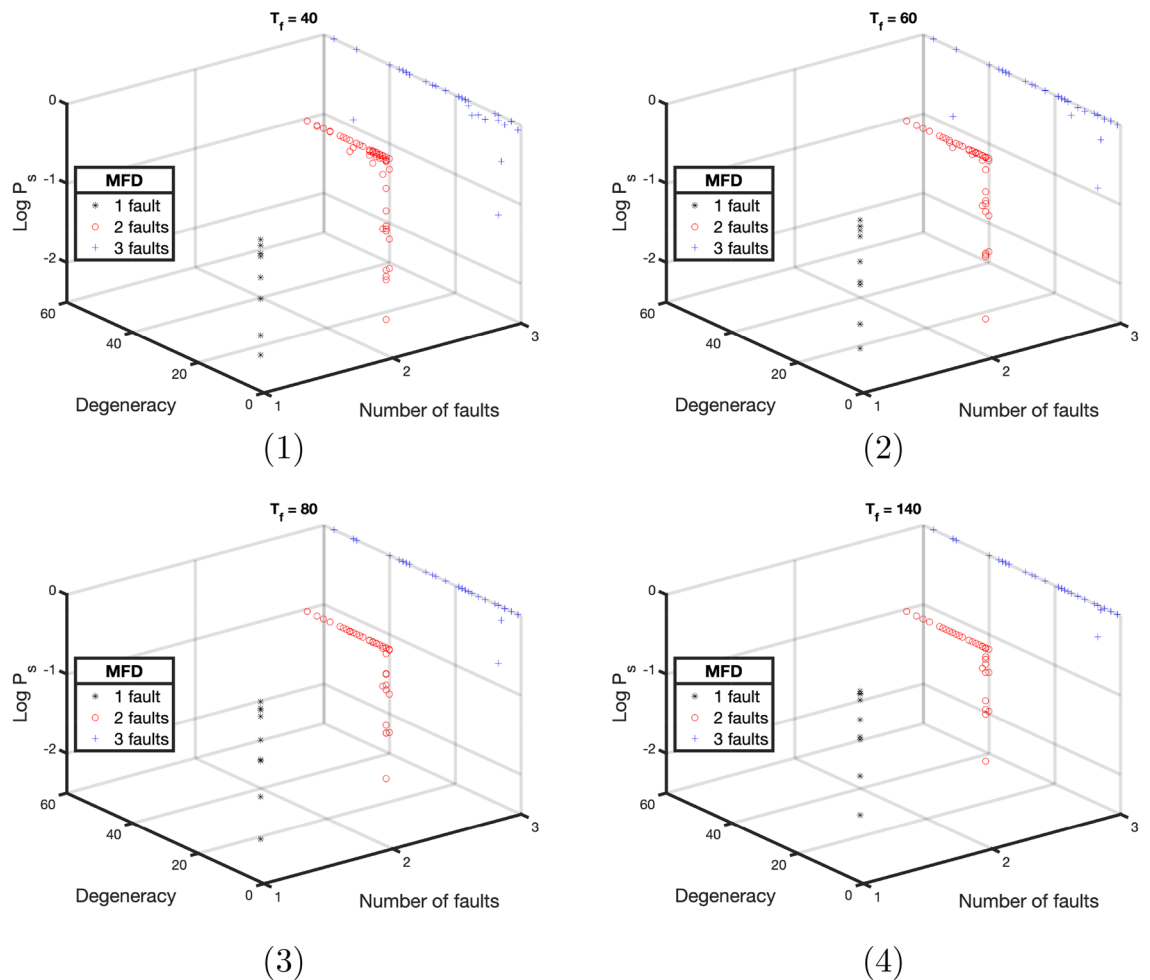 T_f = 40
0
-1
-2
Log P_s
MFD
1 fault
2 faults
3 faults
60
40
20
0
Degeneracy
1
2
3
Number of faults
(1)
T_f = 60
0
-1
-2
Log P_s
MFD
1 fault
2 faults
3 faults
60
40
20
0
Degeneracy
1
2
3
Number of faults
(2)
T_f = 80
0
-1
-2
Log P_s
MFD
1 fault
2 faults
3 faults
60
40
20
0
Degeneracy
1
2
3
Number of faults
(3)
T_f = 140
0
-1
-2
Log P_s
MFD
1 fault
2 faults
3 faults
60
40
20
0
Degeneracy
1
2
3
Number of faults
(4)